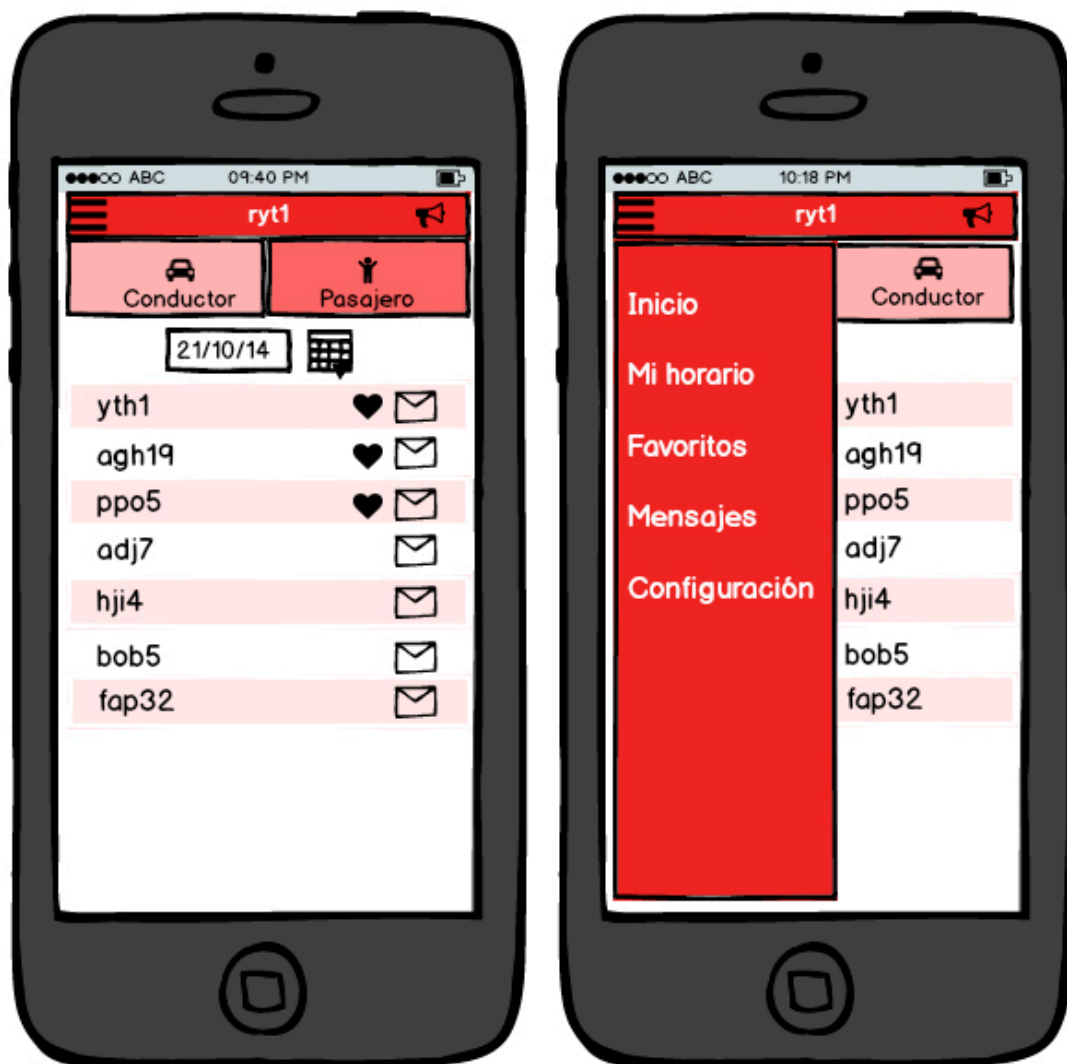 ABC 09:40 PM
ryt1
Conductor Pasajero
21/10/14
yth1
agh19
ppo5
adj7
hji4
bob5
fap32
ABC 10:18 PM
ryt1
Inicio
Mi horario
Favoritos
Mensajes
Configuración
Conductor
yth1
agh19
ppo5
adj7
hji4
bob5
fap32